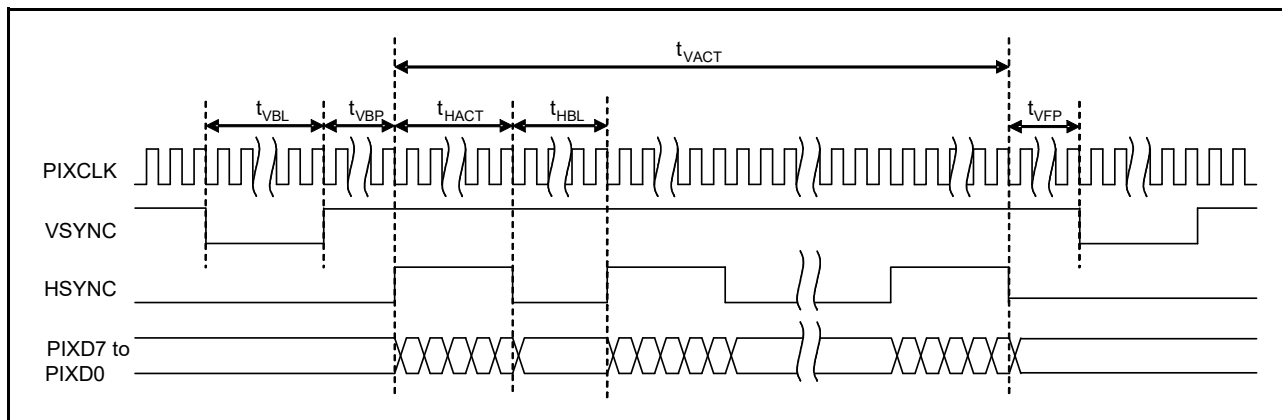 tVACT
tVBL tVBP tHACT tHBL tVFP
PIXCLK
VSYNC
HSYNC
PIXD7 to
PIXD0